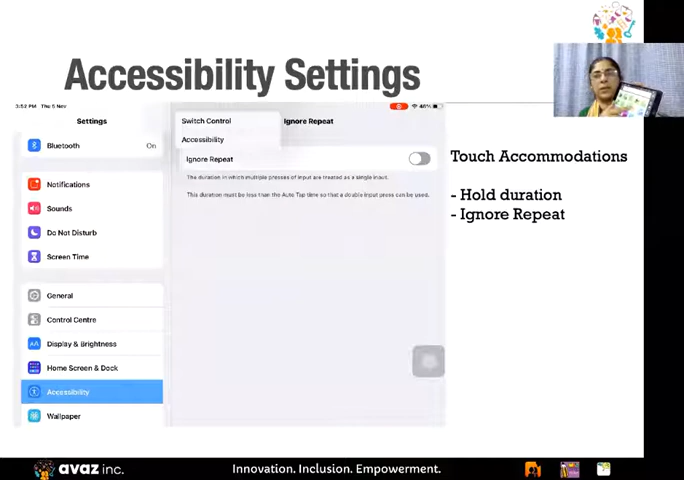 Accessibility Settings
3:52 PM Thu 5 Nov
46%
Settings
Bluetooth
On
Notifications
Sounds
Do Not Disturb
Screen Time
General
Control Centre
Display & Brightness
Home Screen & Dock
Accessibility
Wallpaper
Switch Control
Accessibility
Ignore Repeat
Ignore Repeat
The duration in which multiple presses of input are treated as a single input.
This duration must be less than the Auto Tap time so that a double input press can be used.
Touch Accommodations
- Hold duration
- Ignore Repeat
avaz inc.
Innovation. Inclusion. Empowerment.